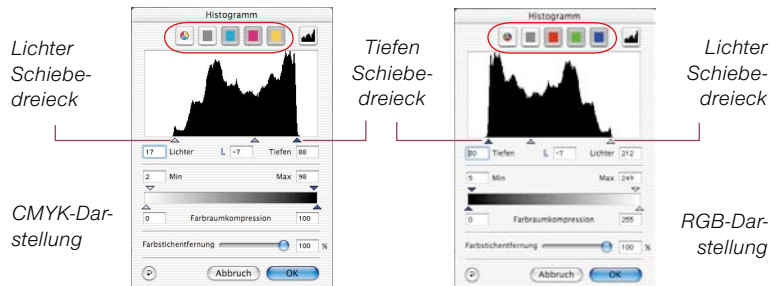 Histogramm
Lichter
Schiebe-
dreieck
17 Lichter L -7 Tiefen 88
2 Min Max 98
0 Farbraumkompression 100
Farbstichentfernung 100 %
Abbruch OK
CMYK-Dar-
stellung
Tiefen
Schiebe-
dreieck
Histogramm
Tiefen L -7 Lichter 212
5 Min Max 249
0 Farbraumkompression 255
Farbstichentfernung 100 %
Abbruch OK
Lichter
Schiebe-
dreieck
RGB-Dar-
stellung